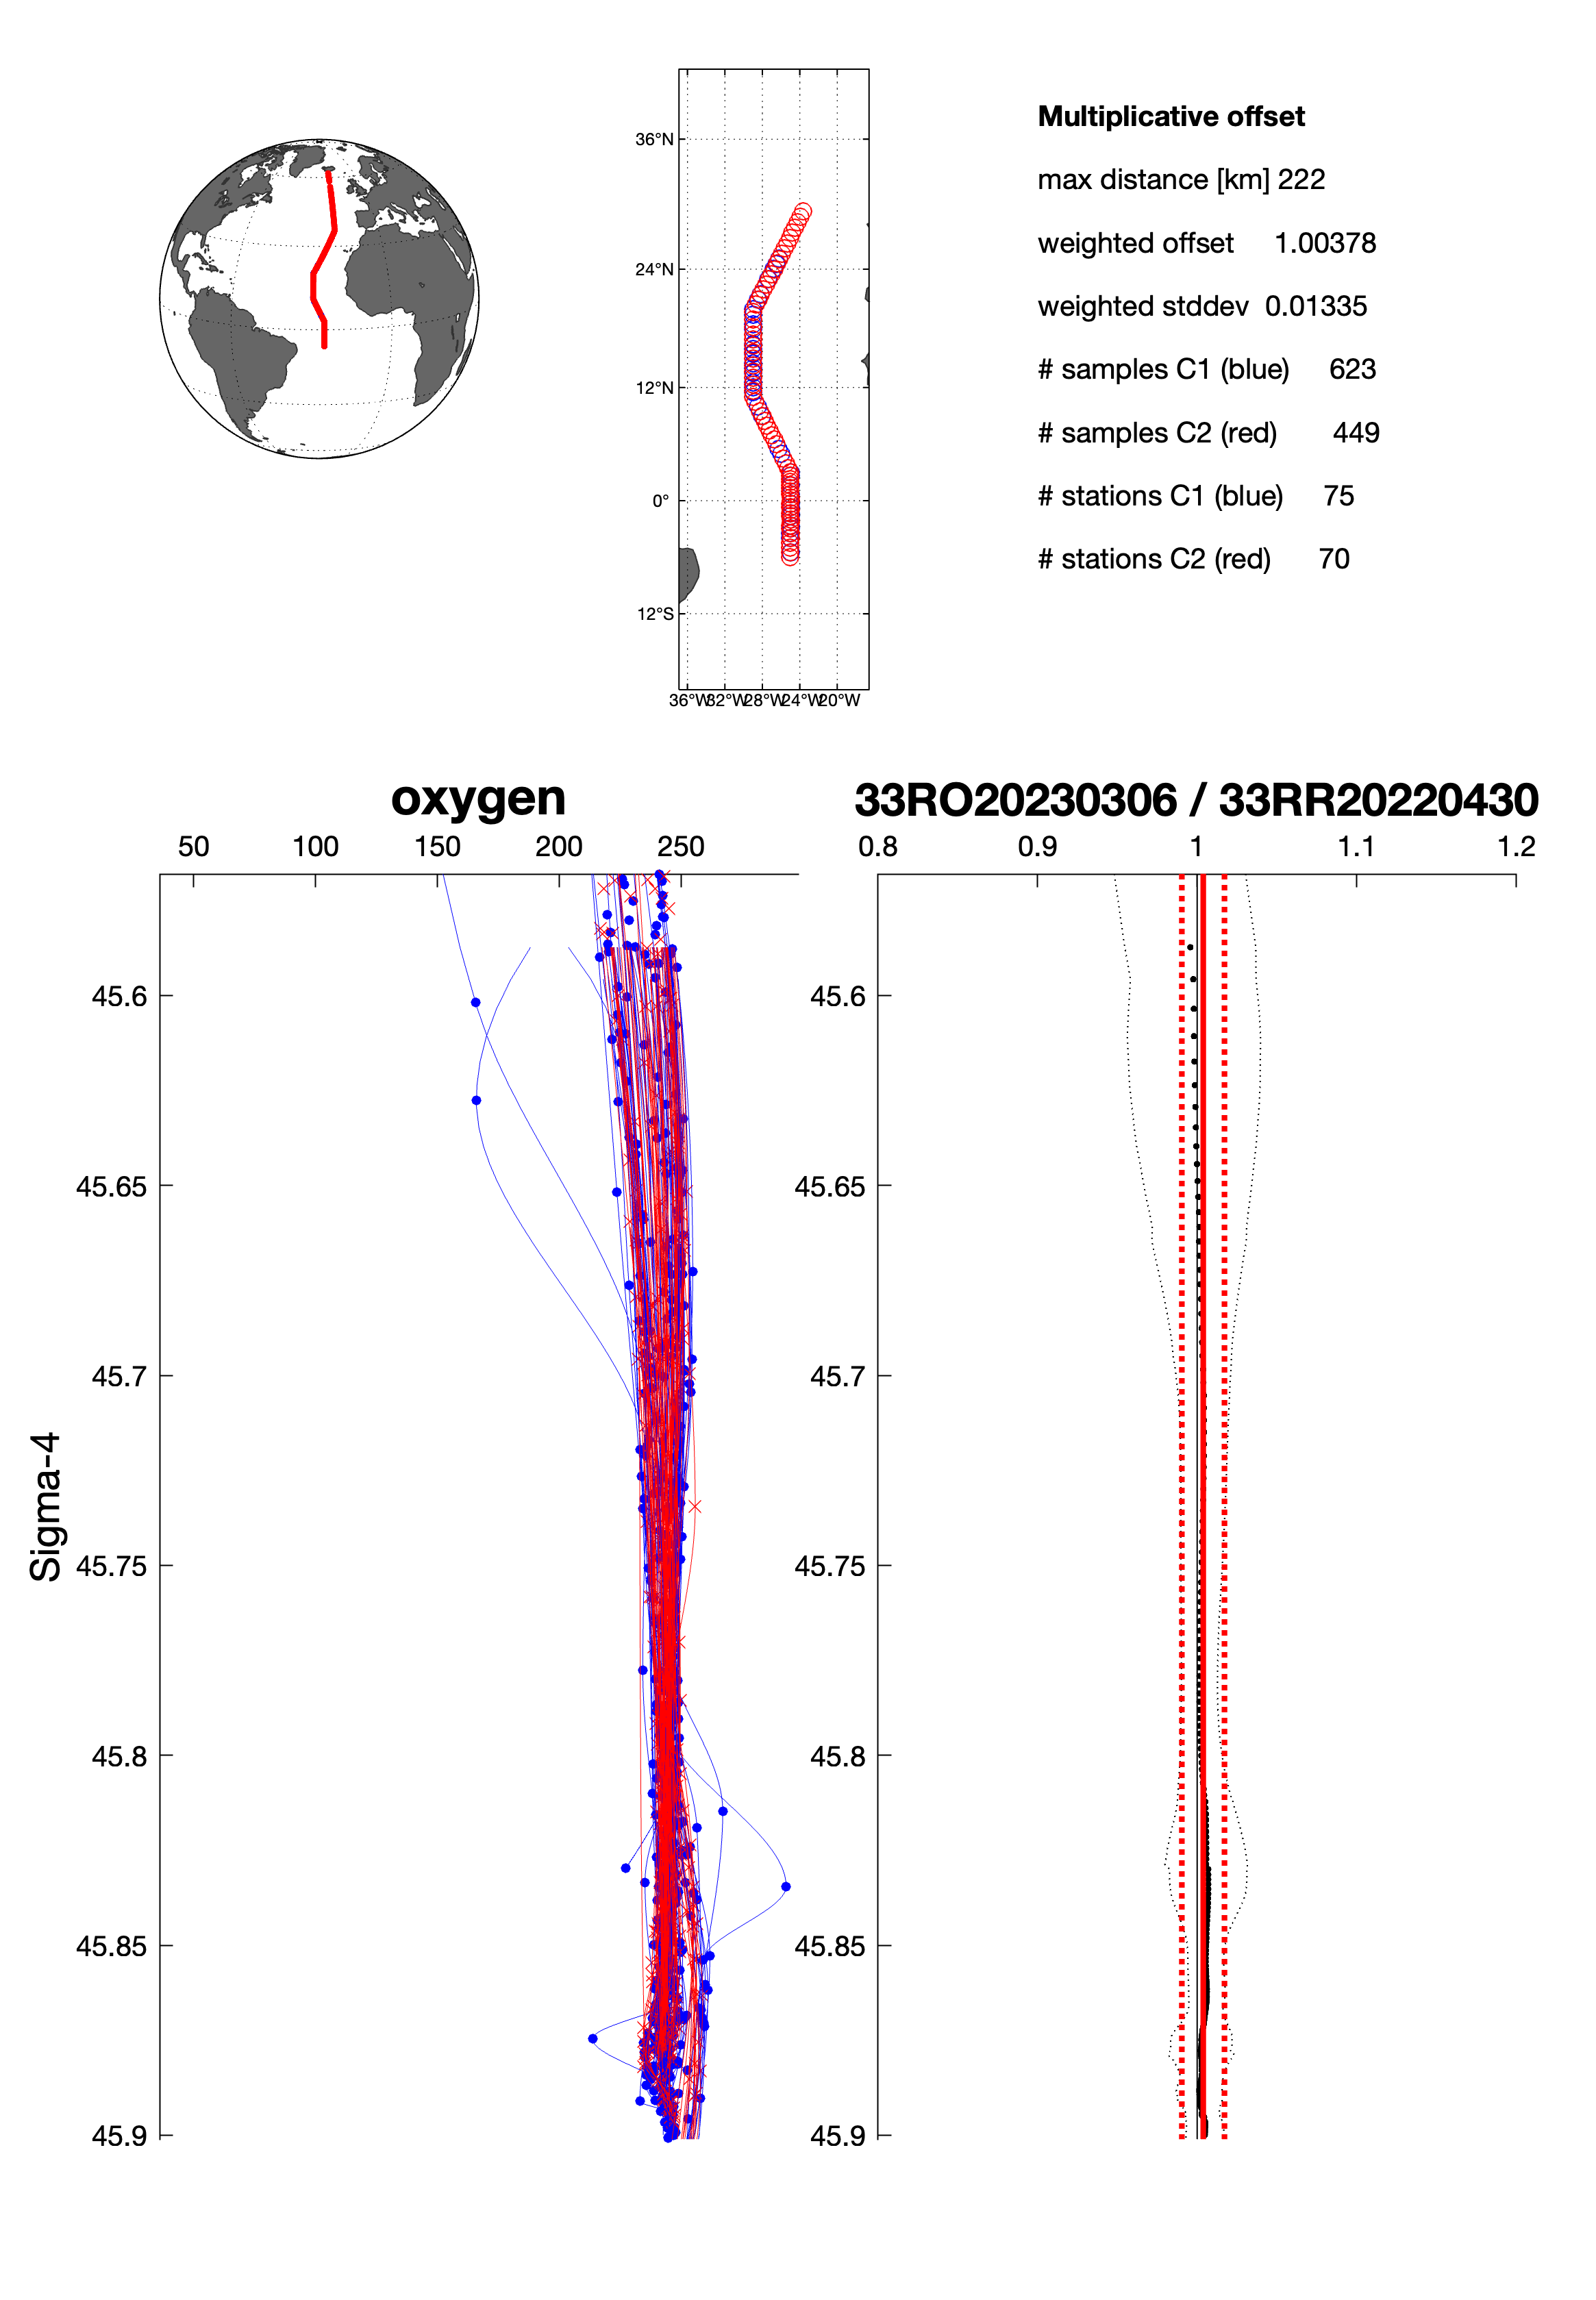 Multiplicative offset
max distance [km] 222
weighted offset 1.00378
weighted stddev 0.01335
# samples C1 (blue) 623
# samples C2 (red) 449
# stations C1 (blue) 75
# stations C2 (red) 70
36°N
24°N
12°N
0°
12°S
36°W 32°W 28°W 24°W 20°W
oxygen
50 100 150 200 250
Sigma-4
45.6
45.65
45.7
45.75
45.8
45.85
45.9
33RO20230306 / 33RR20220430
0.8 0.9 1 1.1 1.2
45.6
45.65
45.7
45.75
45.8
45.85
45.9